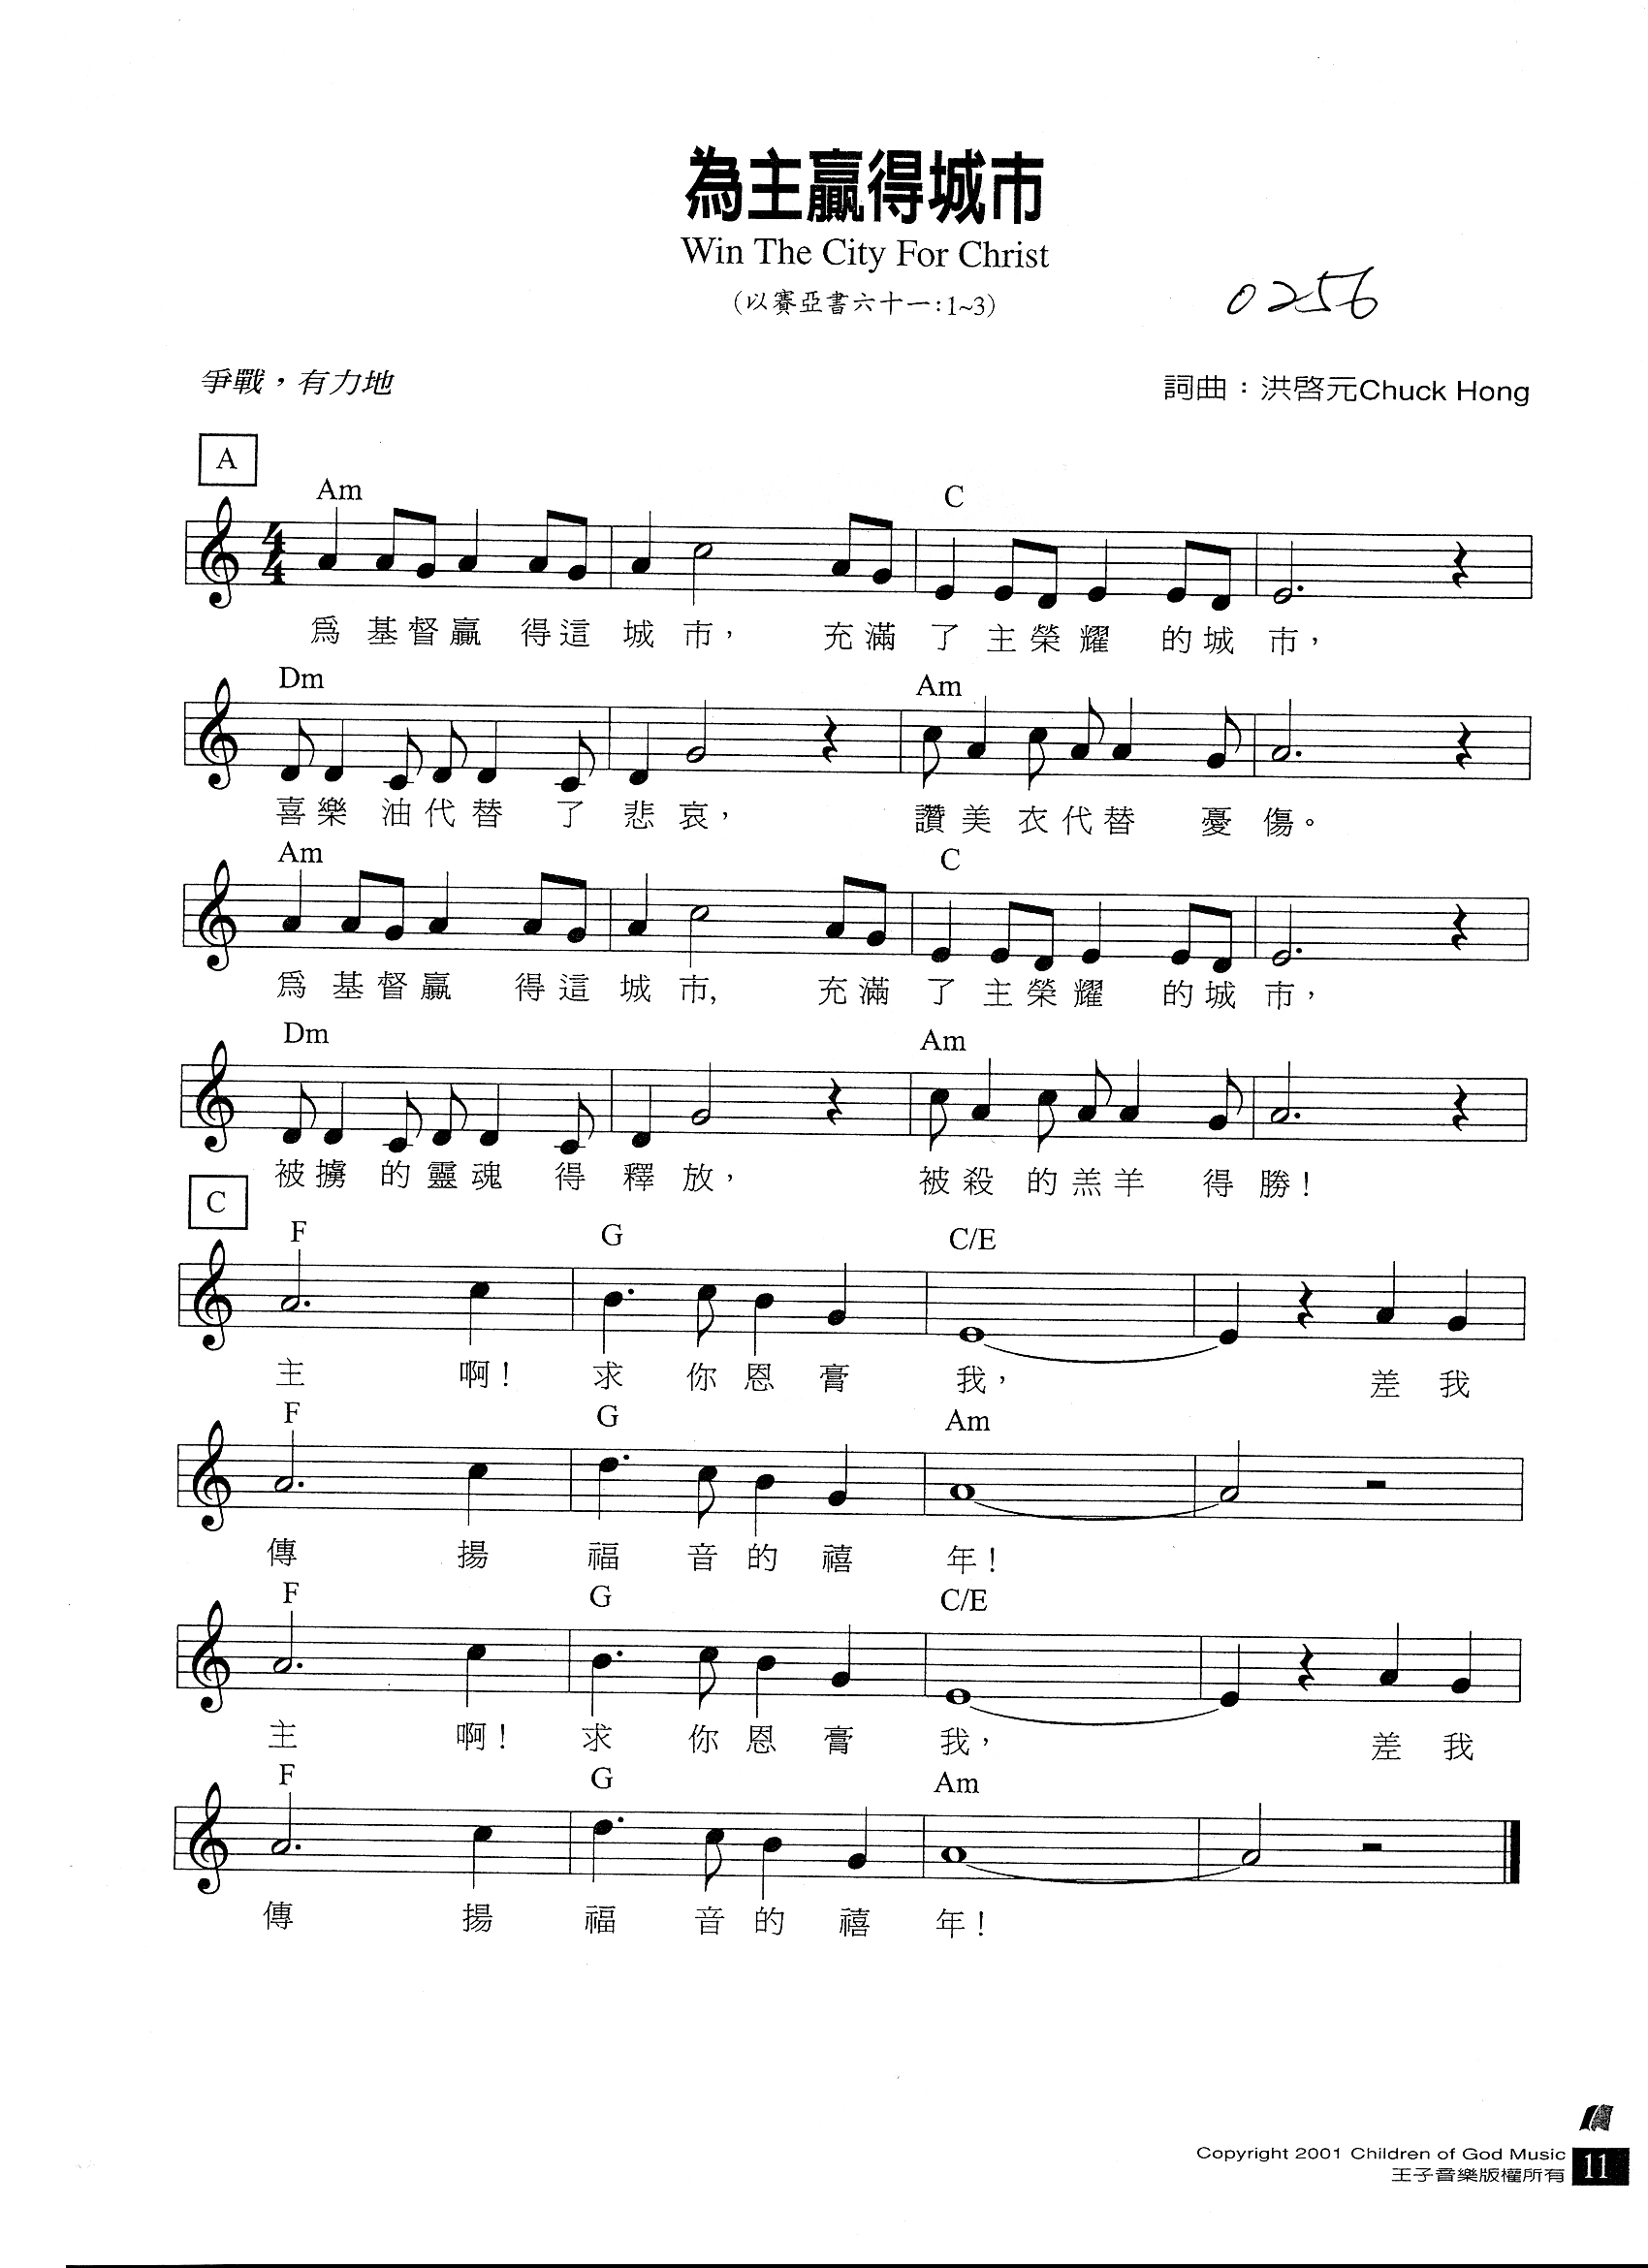 為主贏得城市
Win The City For Christ
(以賽亞書六十一:1~3)
0256
爭戰，有力地
詞曲：洪啓元Chuck Hong
A
Am C
4
4
爲基督贏 得這 城 市， 充滿 了 主榮耀 的城 市，
Dm Am
喜樂 油代替 了 悲 哀， 讚美 衣代替 憂 傷。
Am C
爲 基督贏 得這 城 市, 充滿 了 主榮耀 的城 市，
Dm Am
被擄 的靈魂 得 釋 放， 被殺 的羔羊 得 勝！
C
F G C/E
主 啊！ 求 你恩膏 我， 差 我
F G Am
傳 揚 福 音的禧 年！
F G C/E
主 啊！ 求 你恩膏 我， 差 我
F G Am
傳 揚 福 音的禧 年！
Copyright 2001 Children of God Music
王子音樂版權所有
11